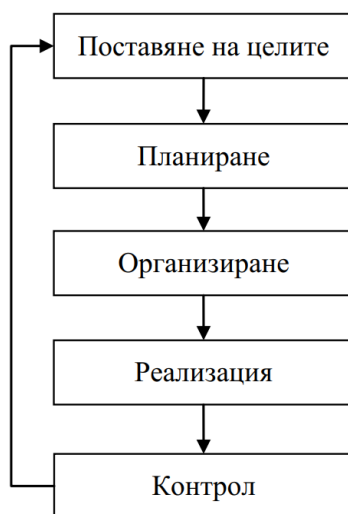 Поставяне на целите
Планиране
Организиране
Реализация
Контрол